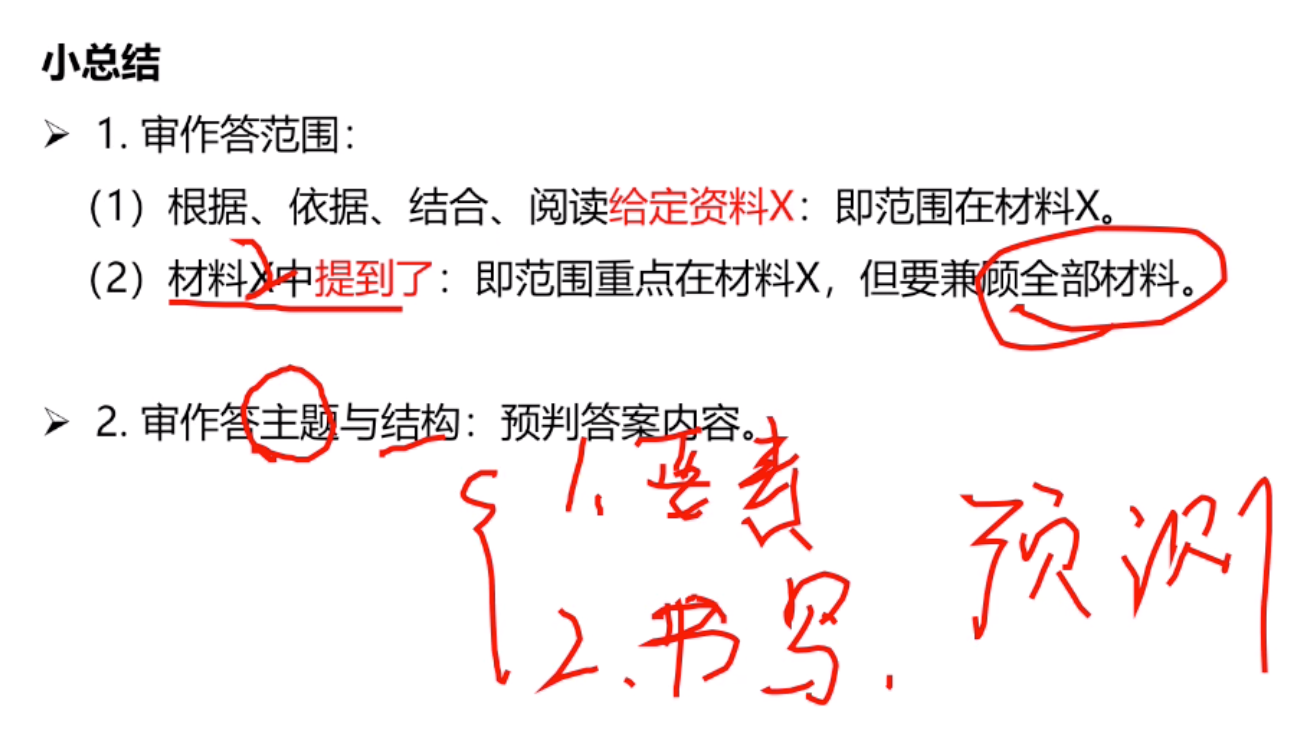 小总结
➢ 1. 审作答范围：
（1）根据、依据、结合、阅读给定资料X：即范围在材料X。
（2）材料X中提到了：即范围重点在材料X，但要兼顾全部材料。
➢ 2. 审作答主题与结构：预判答案内容。
1. 要素
2. 书写.
预测